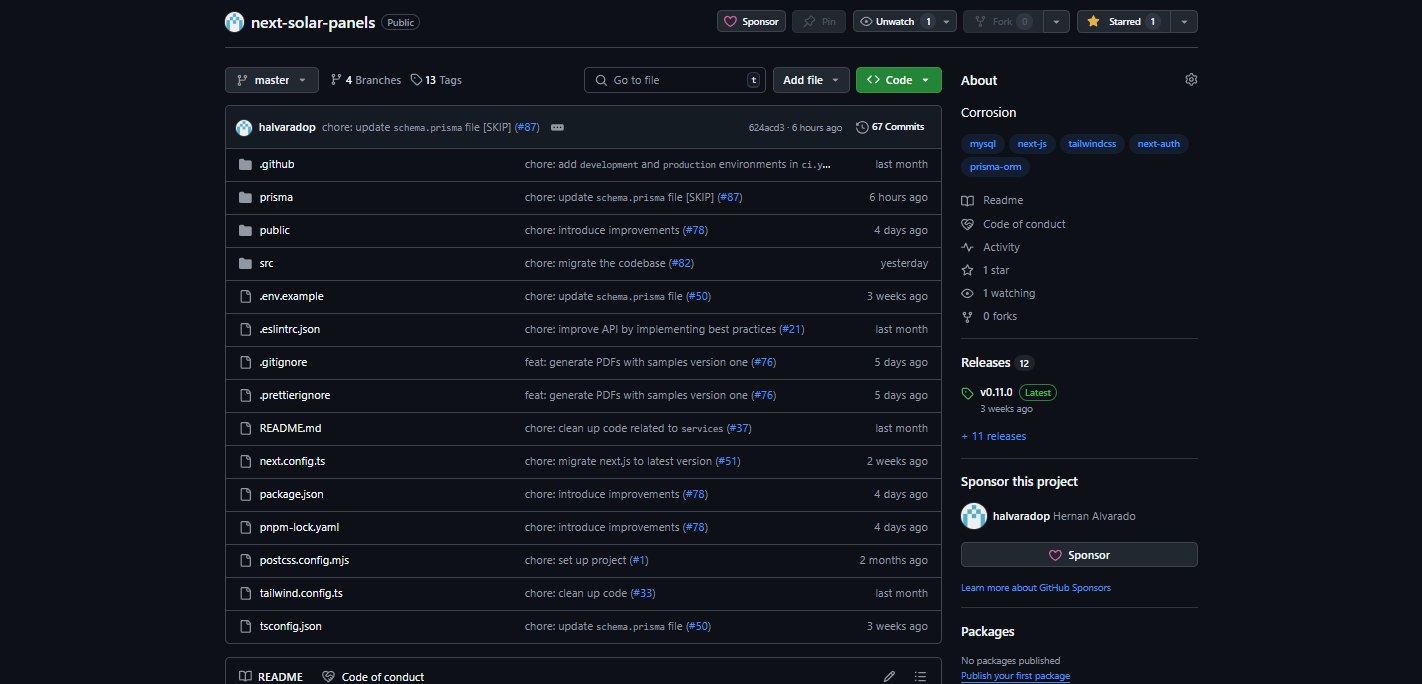 next-solar-panels Public Sponsor Pin Unwatch 1 Fork 0 Starred 1
master 4 Branches 13 Tags Go to file t Add file Code
halvaradop chore: update schema.prisma file [SKIP] (#87) 624acd3 · 6 hours ago 67 Commits
.github chore: add development and production environments in ci.y... last month
prisma chore: update schema.prisma file [SKIP] (#87) 6 hours ago
public chore: introduce improvements (#78) 4 days ago
src chore: migrate the codebase (#82) yesterday
.env.example chore: update schema.prisma file (#50) 3 weeks ago
.eslintrc.json chore: improve API by implementing best practices (#21) last month
.gitignore feat: generate PDFs with samples version one (#76) 5 days ago
.prettierignore feat: generate PDFs with samples version one (#76) 5 days ago
README.md chore: clean up code related to services (#37) last month
next.config.ts chore: migrate next.js to latest version (#51) 2 weeks ago
package.json chore: introduce improvements (#78) 4 days ago
pnpm-lock.yaml chore: introduce improvements (#78) 4 days ago
postcss.config.mjs chore: set up project (#1) 2 months ago
tailwind.config.ts chore: clean up code (#33) last month
tsconfig.json chore: update schema.prisma file (#50) 3 weeks ago
README Code of conduct
About
Corrosion
mysql next-js tailwindcss next-auth
prisma-orm
Readme
Code of conduct
Activity
1 star
1 watching
0 forks
Releases 12
v0.11.0 Latest
3 weeks ago
+ 11 releases
Sponsor this project
halvaradop Hernan Alvarado
Sponsor
Learn more about GitHub Sponsors
Packages
No packages published
Publish your first package